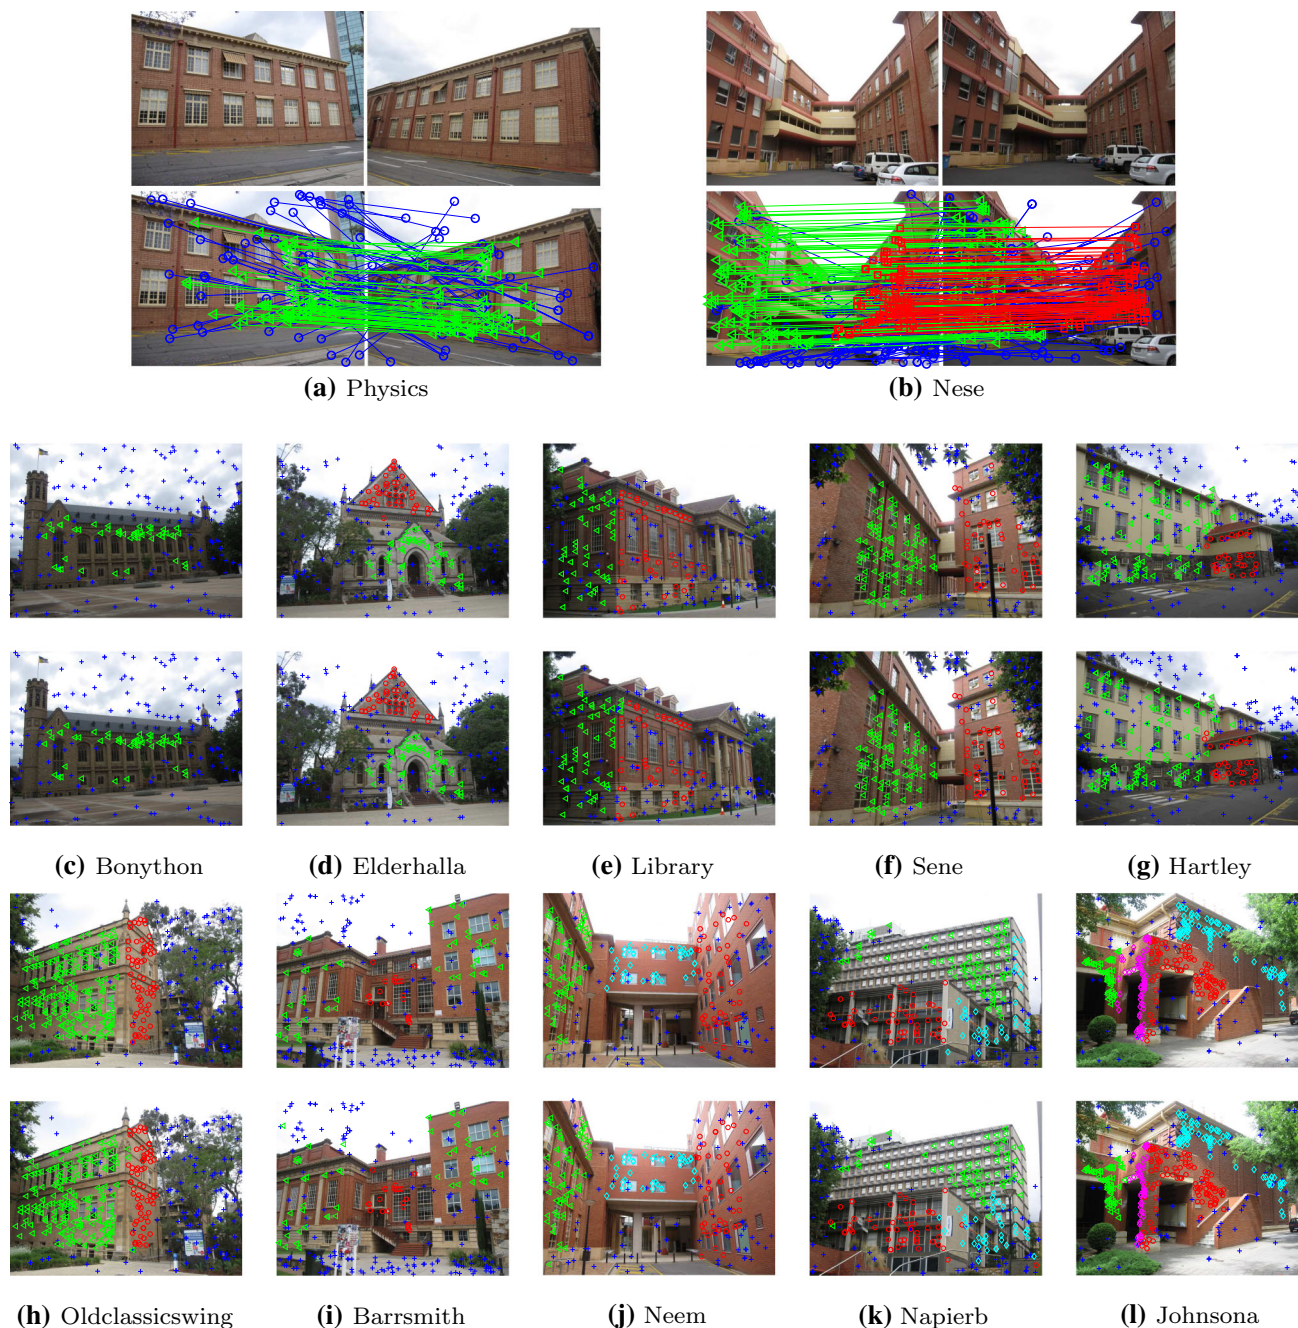 (a) Physics
(b) Nese
(c) Bonython
(d) Elderhalla
(e) Library
(f) Sene
(g) Hartley
(h) Oldclassicswing
(i) Barrsmith
(j) Neem
(k) Napierb
(l) Johnsona